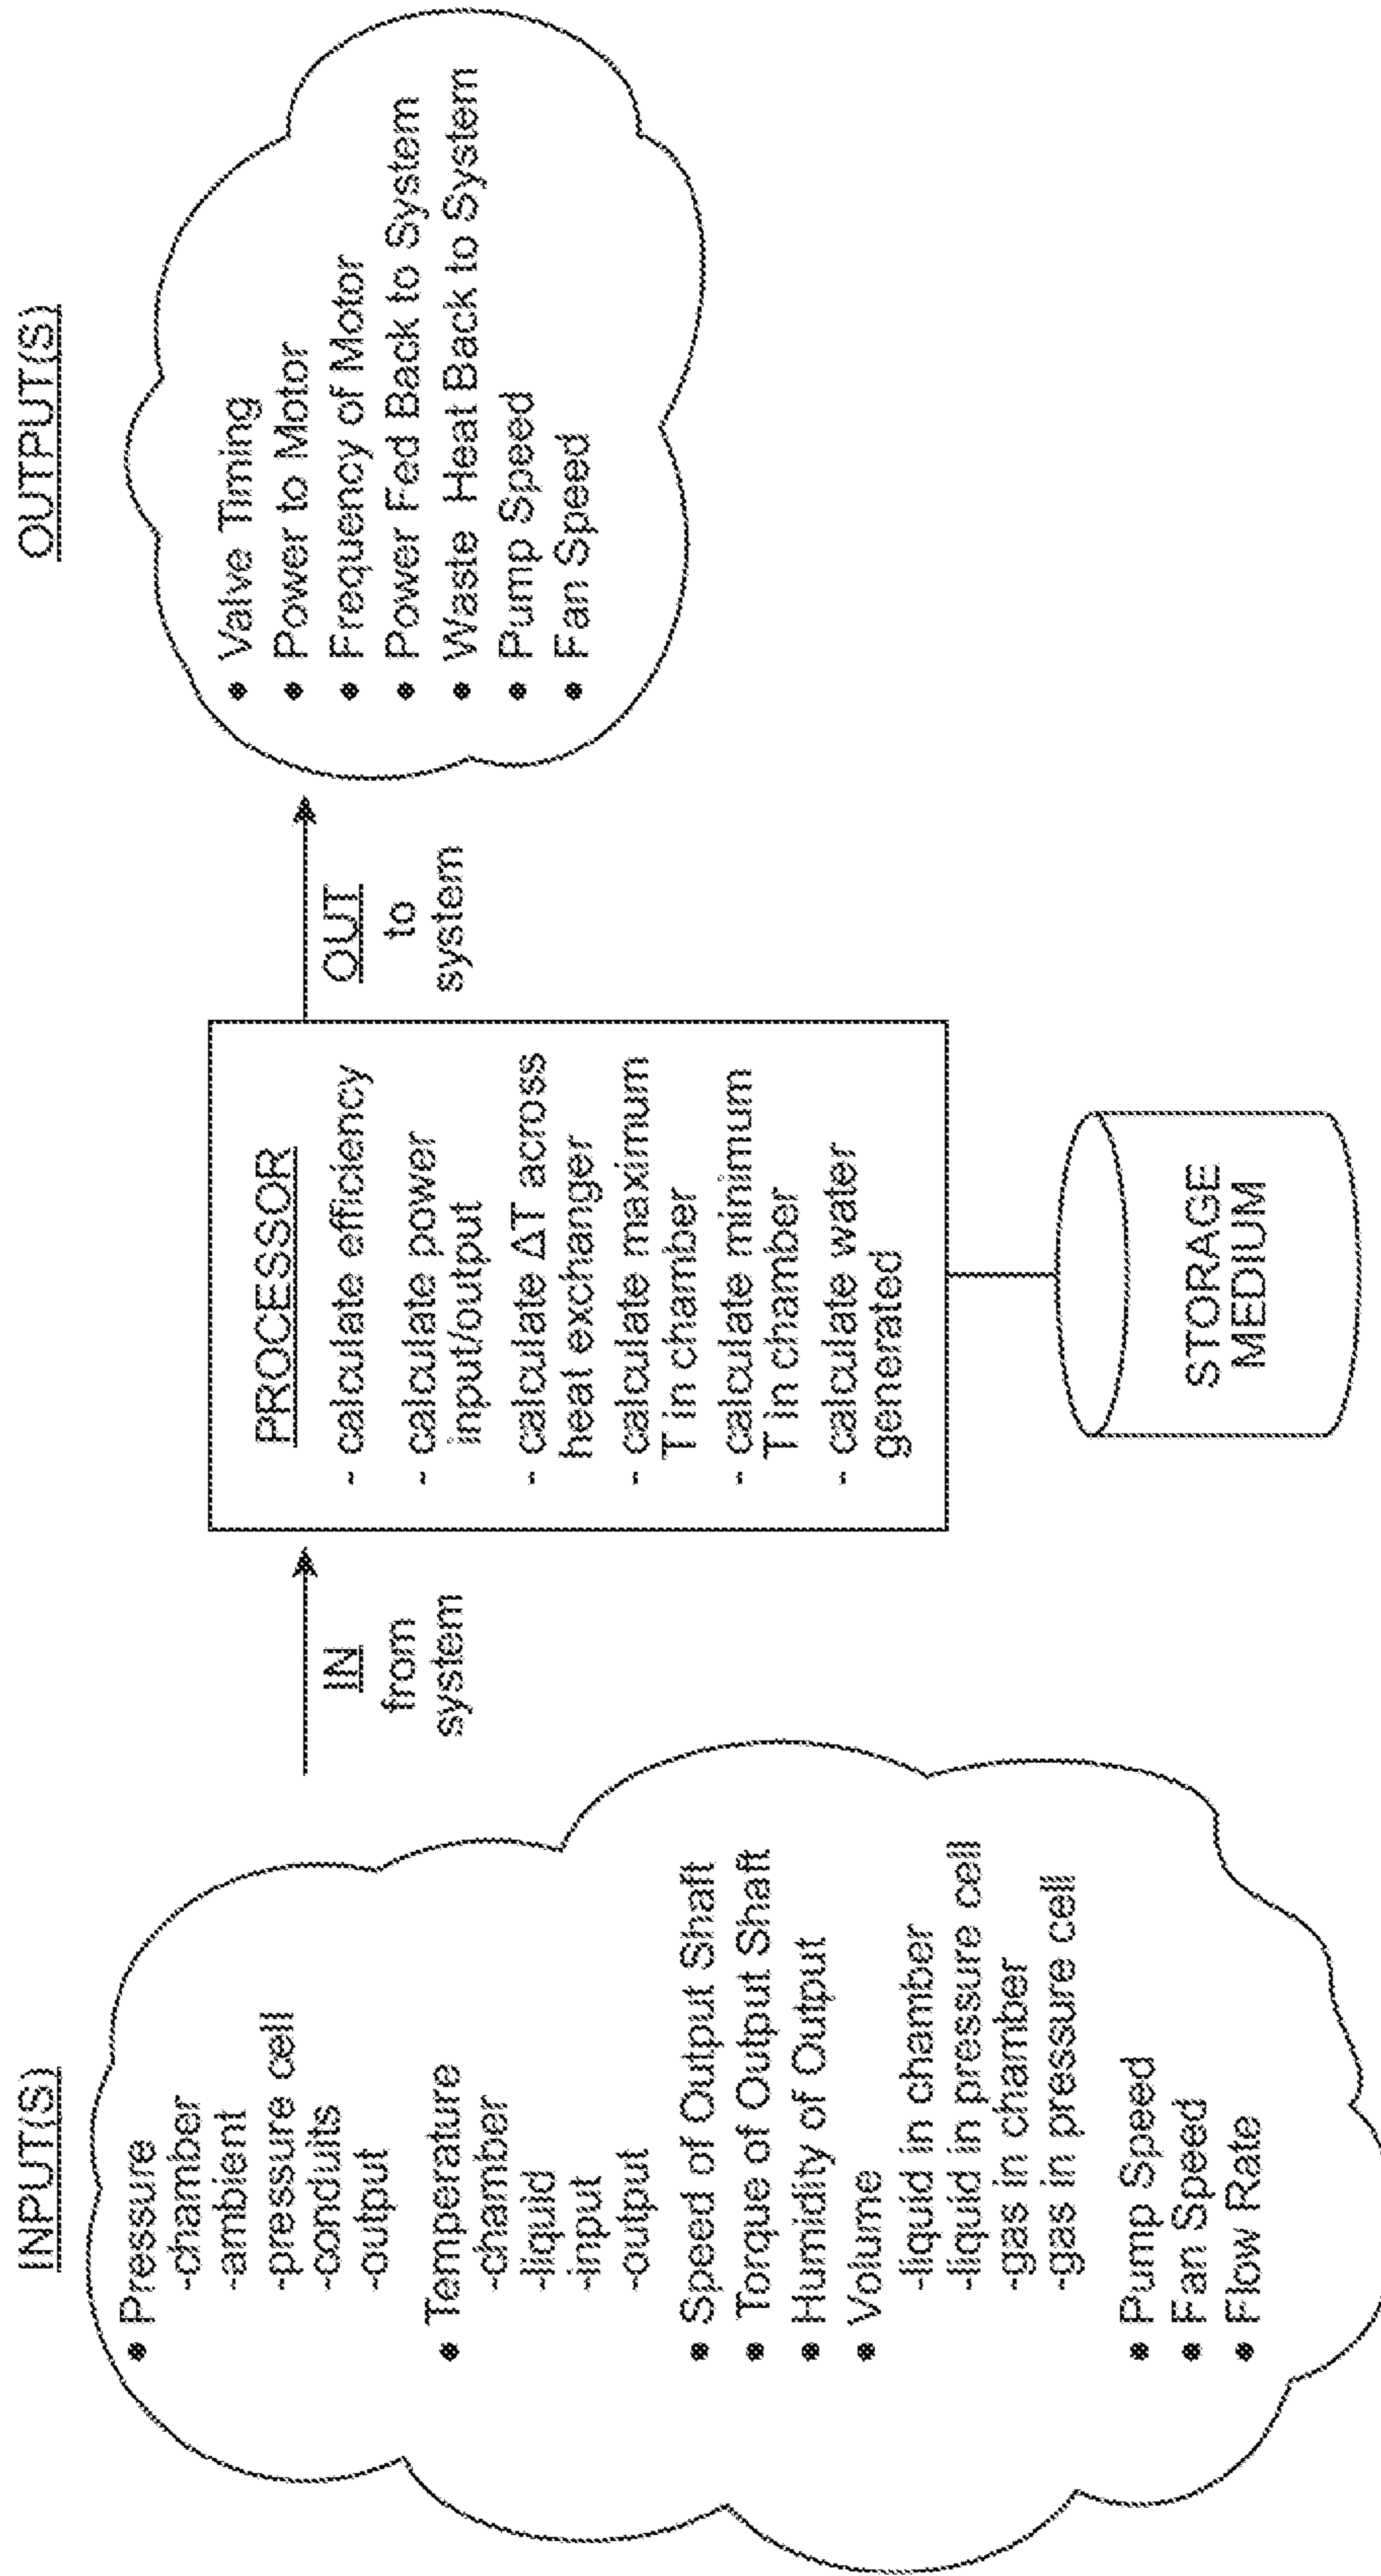 INPUT(S)
• Pressure
-chamber
-ambient
-pressure cell
-conduits
-output
• Temperature
-chamber
-liquid
-input
-output
• Speed of Output Shaft
• Torque of Output Shaft
• Humidity of Output
• Volume
-liquid in chamber
-liquid in pressure cell
-gas in chamber
-gas in pressure cell
• Pump Speed
• Fan Speed
• Flow Rate
IN
from
system
PROCESSOR
- calculate efficiency
- calculate power
input/output
- calculate ΔT across
heat exchanger
- calculate maximum
T in chamber
- calculate minimum
T in chamber
- calculate water
generated
STORAGE
MEDIUM
OUT
to
system
OUTPUT(S)
• Valve Timing
• Power to Motor
• Frequency of Motor
• Power Fed Back to System
• Waste Heat Back to System
• Pump Speed
• Fan Speed